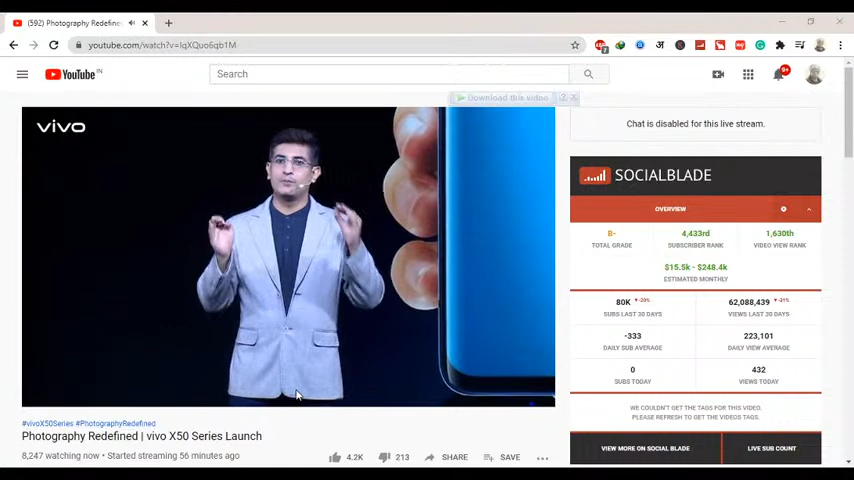 (592) Photography Redefine
youtube.com/watch?v=IqXQuo6qb1M
YouTube IN
Search
9+
7
Download this video
vivo
Chat is disabled for this live stream.
SOCIALBLADE
OVERVIEW
B- 4,433rd 1,630th
TOTAL GRADE SUBSCRIBER RANK VIDEO VIEW RANK
$15.5k - $248.4k
ESTIMATED MONTHLY
80K -20% 62,088,439 -21%
SUBS LAST 30 DAYS VIEWS LAST 30 DAYS
-333 223,101
DAILY SUB AVERAGE DAILY VIEW AVERAGE
0 432
SUBS TODAY VIEWS TODAY
WE COULDN'T GET THE TAGS FOR THIS VIDEO.
PLEASE REFRESH TO GET THE VIDEOS TAGS.
VIEW MORE ON SOCIAL BLADE LIVE SUB COUNT
#vivoX50Series #PhotographyRedefined
Photography Redefined | vivo X50 Series Launch
8,247 watching now • Started streaming 56 minutes ago
4.2K 213 SHARE SAVE